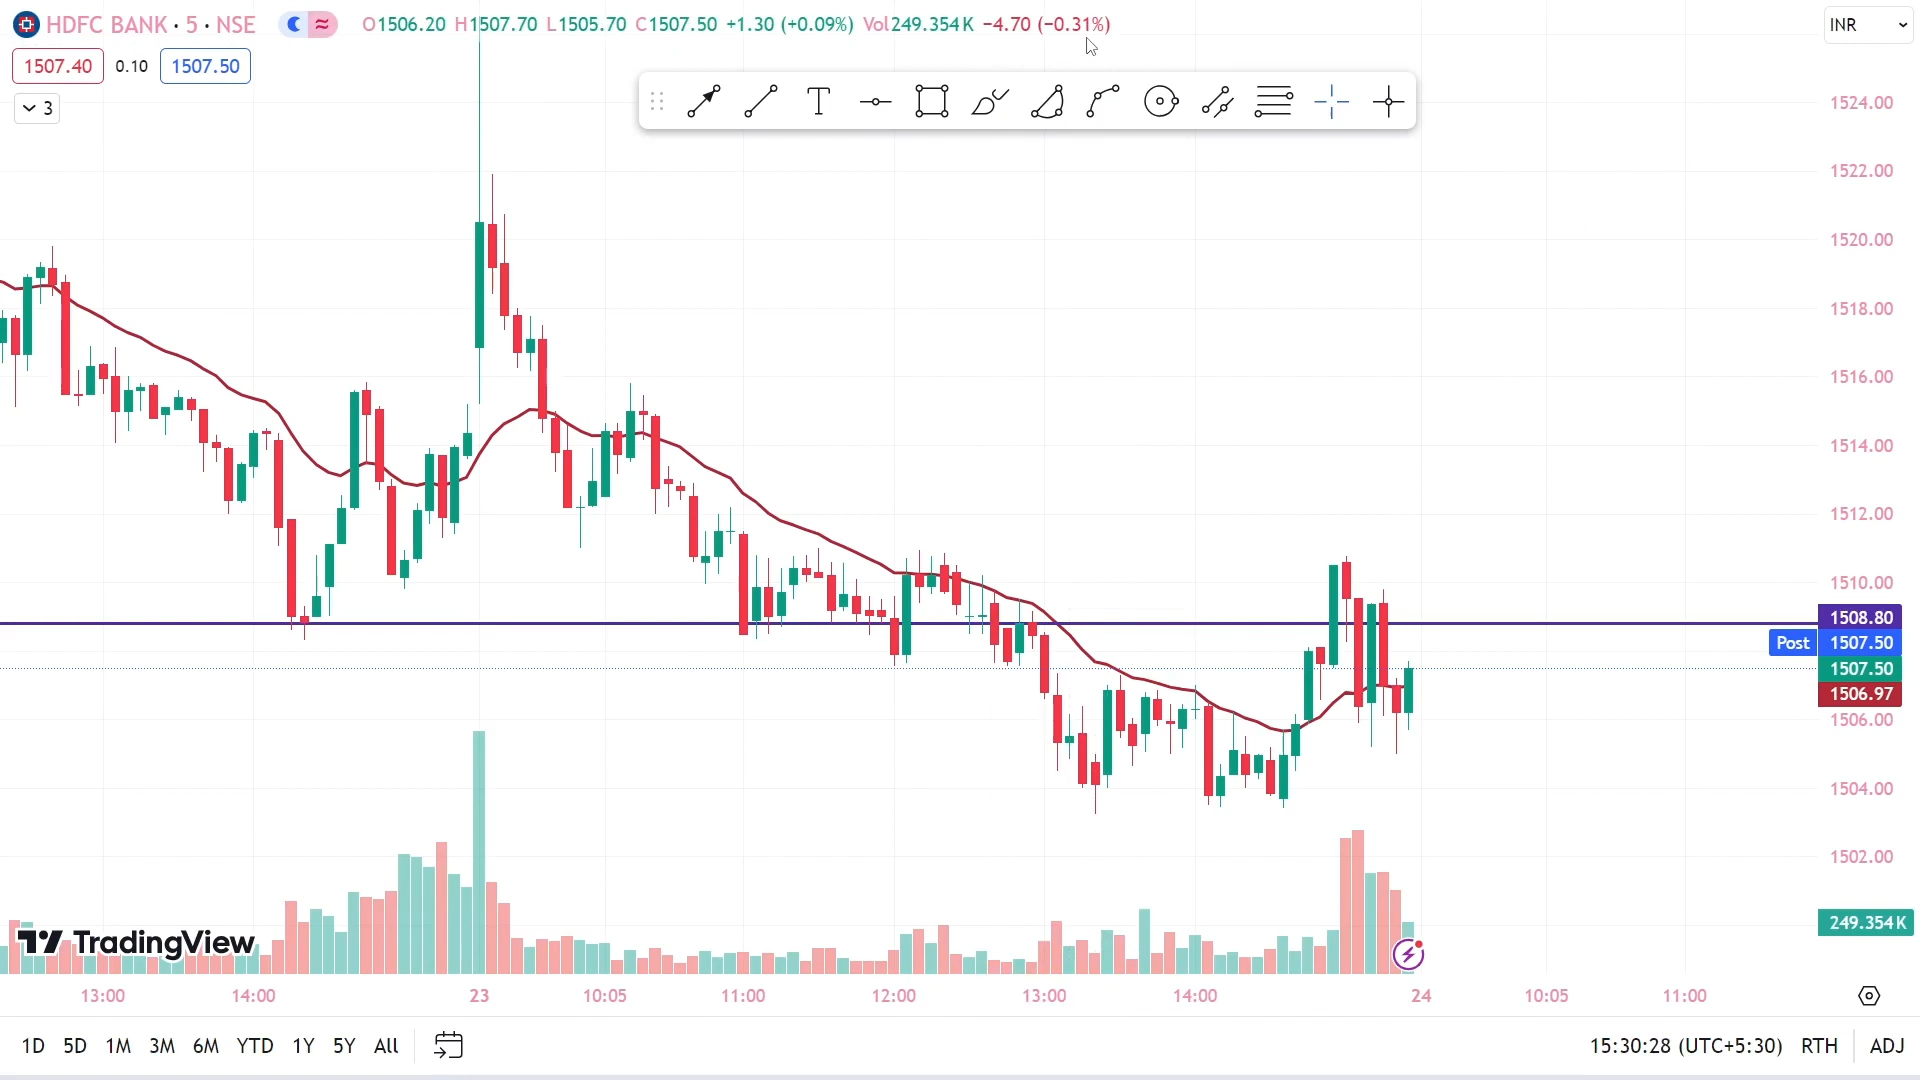 HDFC BANK · 5 · NSE O1506.20 H1507.70 L1505.70 C1507.50 +1.30 (+0.09%) Vol249.354 K −4.70 (−0.31%) INR
1507.40 0.10 1507.50
3
T
1524.00
1522.00
1520.00
1518.00
1516.00
1514.00
1512.00
1510.00
1508.80
Post 1507.50
1507.50
1506.97
1506.00
1504.00
1502.00
249.354 K
TradingView
13:00 14:00 23 10:05 11:00 12:00 13:00 14:00 24 10:05 11:00
1D 5D 1M 3M 6M YTD 1Y 5Y All 15:30:28 (UTC+5:30) RTH ADJ